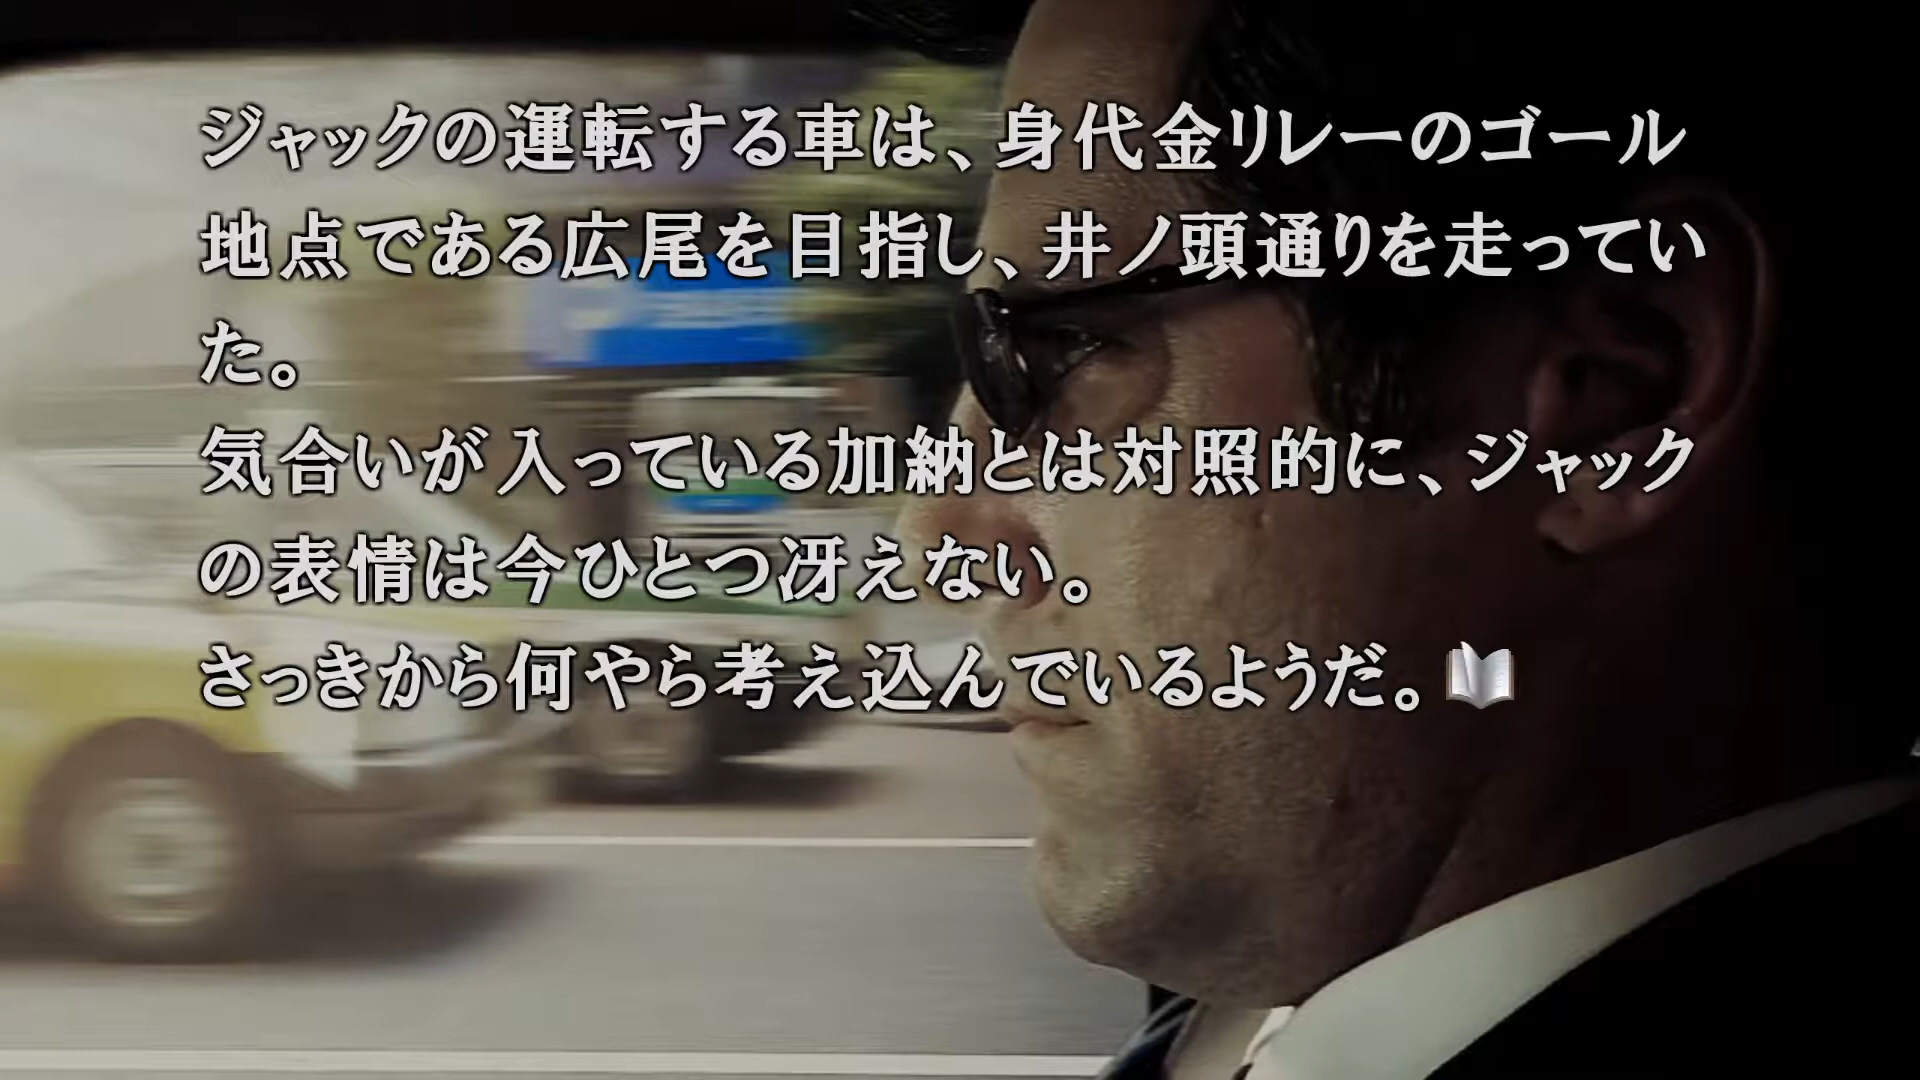 ジャックの運転する車は、身代金リレーのゴール
地点である広尾を目指し、井ノ頭通りを走ってい
た。
気合いが入っている加納とは対照的に、ジャック
の表情は今ひとつ冴えない。
さっきから何やら考え込んでいるようだ。